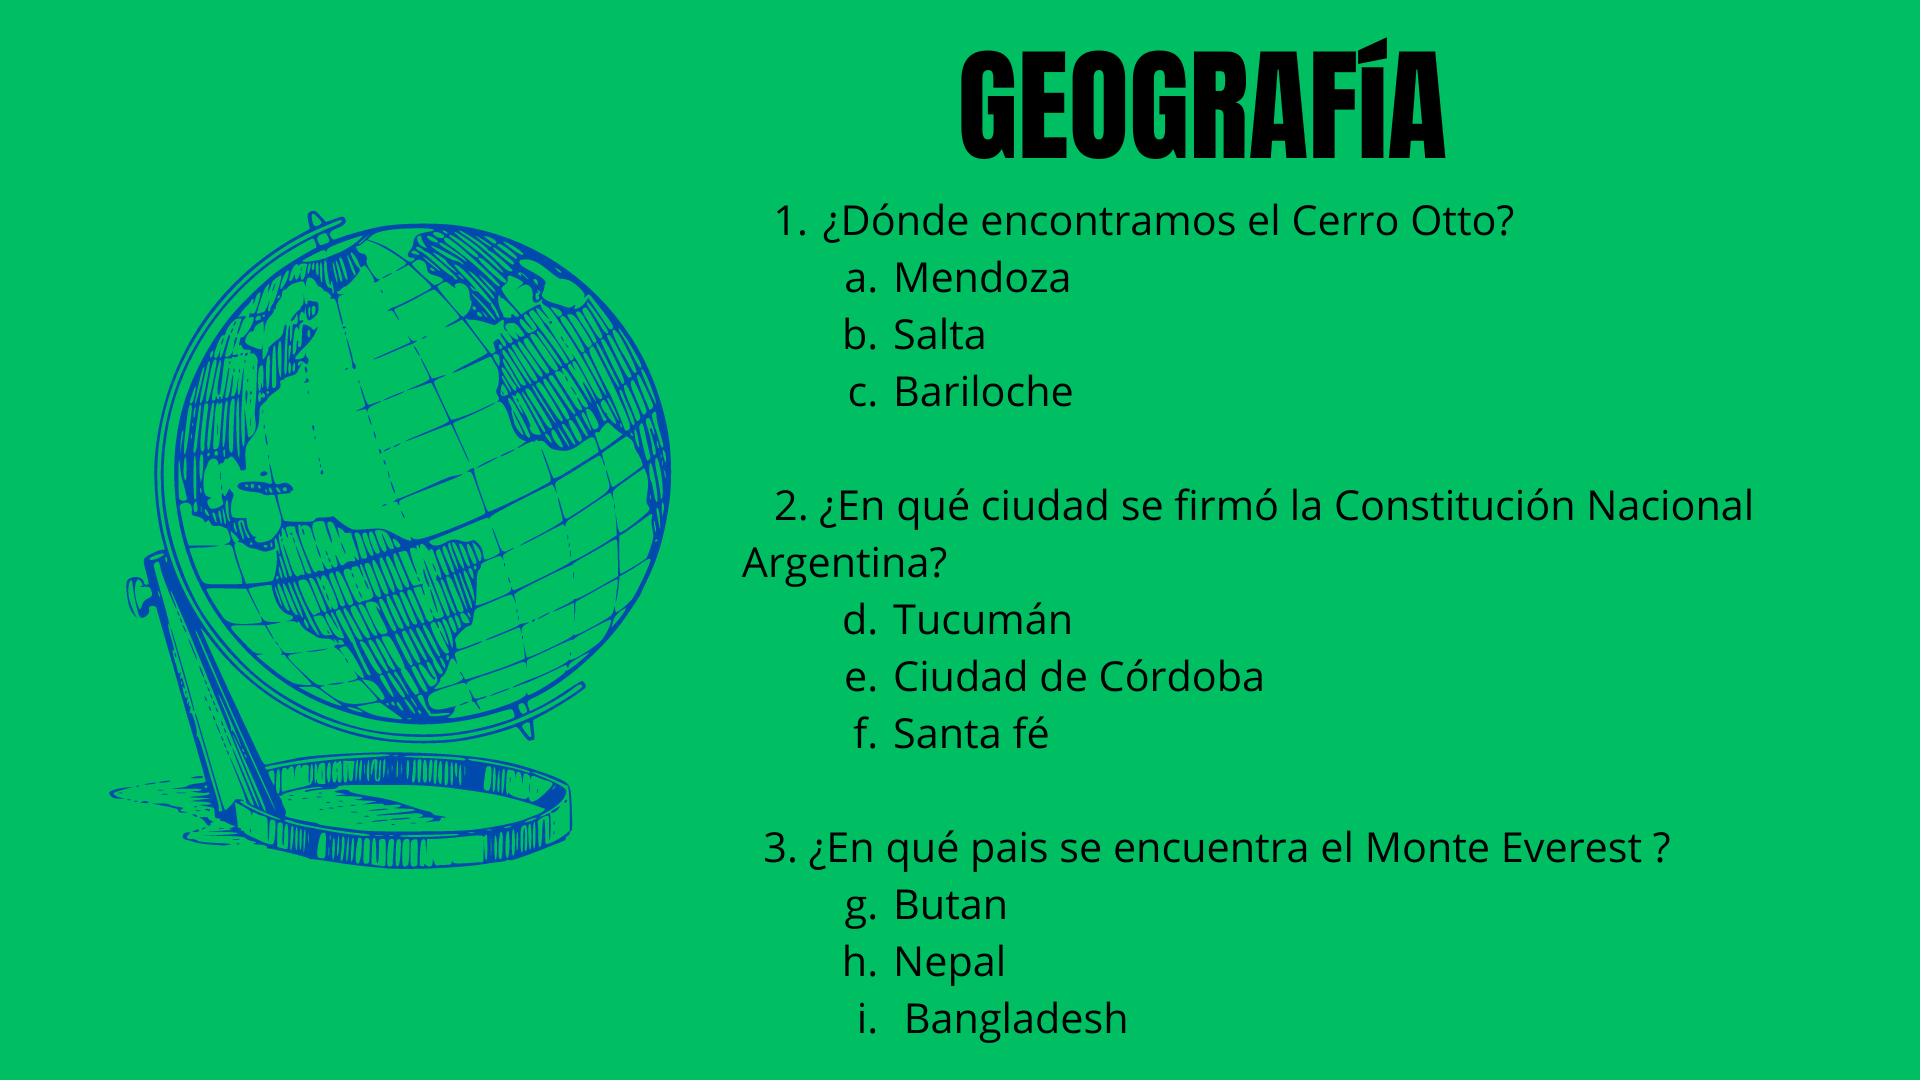 GEOGRAFíA
1. ¿Dónde encontramos el Cerro Otto?
a. Mendoza
b. Salta
c. Bariloche
2. ¿En qué ciudad se firmó la Constitución Nacional
Argentina?
d. Tucumán
e. Ciudad de Córdoba
f. Santa fé
3. ¿En qué pais se encuentra el Monte Everest ?
g. Butan
h. Nepal
i. Bangladesh